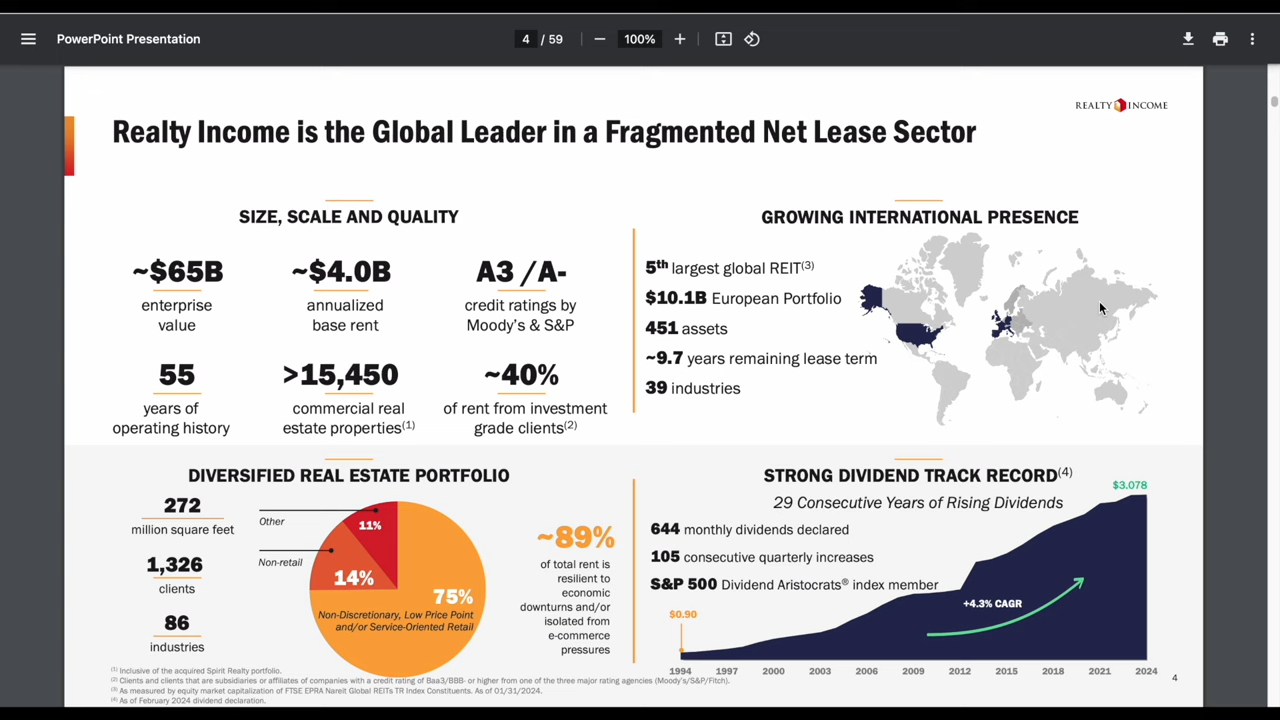 PowerPoint Presentation
4 / 59
100%
REALTY INCOME
Realty Income is the Global Leader in a Fragmented Net Lease Sector
SIZE, SCALE AND QUALITY
~$65B
enterprise
value
~$4.0B
annualized
base rent
A3 /A-
credit ratings by
Moody's & S&P
55
years of
operating history
>15,450
commercial real
estate properties(1)
~40%
of rent from investment
grade clients(2)
GROWING INTERNATIONAL PRESENCE
5th largest global REIT(3)
$10.1B European Portfolio
451 assets
~9.7 years remaining lease term
39 industries
DIVERSIFIED REAL ESTATE PORTFOLIO
272
million square feet
1,326
clients
86
industries
Other
11%
Non-retail
14%
75%
Non-Discretionary, Low Price Point
and/or Service-Oriented Retail
~89%
of total rent is
resilient to
economic
downturns and/or
isolated from
e-commerce
pressures
STRONG DIVIDEND TRACK RECORD(4)
$3.078
29 Consecutive Years of Rising Dividends
644 monthly dividends declared
105 consecutive quarterly increases
S&P 500 Dividend Aristocrats® index member
+4.3% CAGR
$0.90
1994 1997 2000 2003 2006 2009 2012 2015 2018 2021 2024
(1) Inclusive of the acquired Spirit Realty portfolio.
(2) Clients and clients that are subsidiaries or affiliates of companies with a credit rating of Baa3/BBB- or higher from one of the three major rating agencies (Moody's/S&P/Fitch).
(3) As measured by equity market capitalization of FTSE EPRA Nareit Global REITs TR Index Constituents. As of 01/31/2024.
(4) As of February 2024 dividend declaration.
4